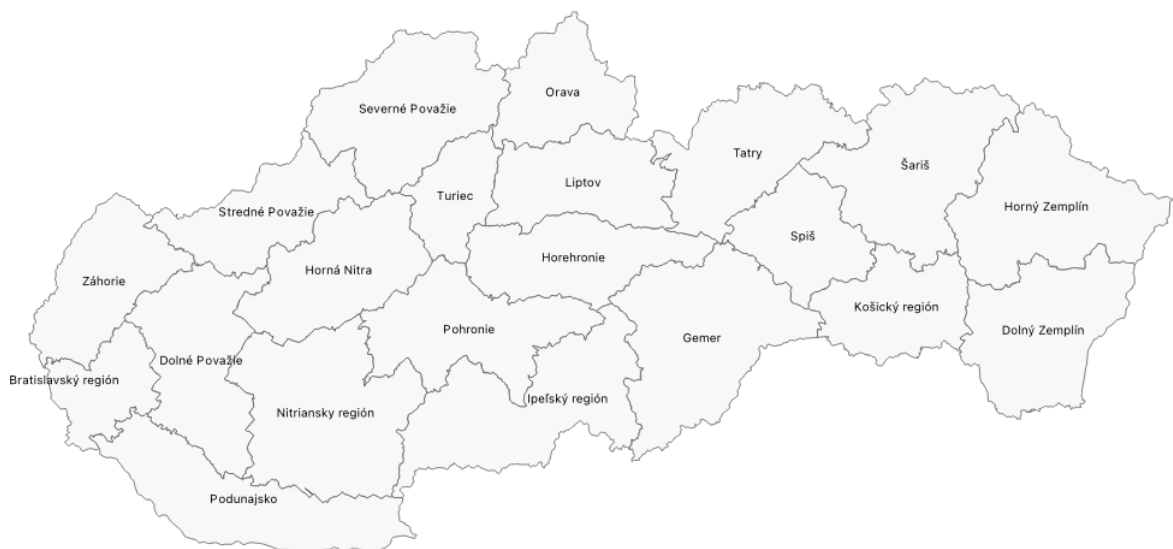 Orava
Severné Považie
Tatry
Šariš
Liptov
Turiec
Horný Zemplín
Stredné Považie
Spiš
Horehronie
Horná Nitra
Záhorie
Košický región
Pohronie
Dolný Zemplín
Gemer
Dolné Považie
Bratislavský región
Ipeľský región
Nitriansky región
Podunajsko